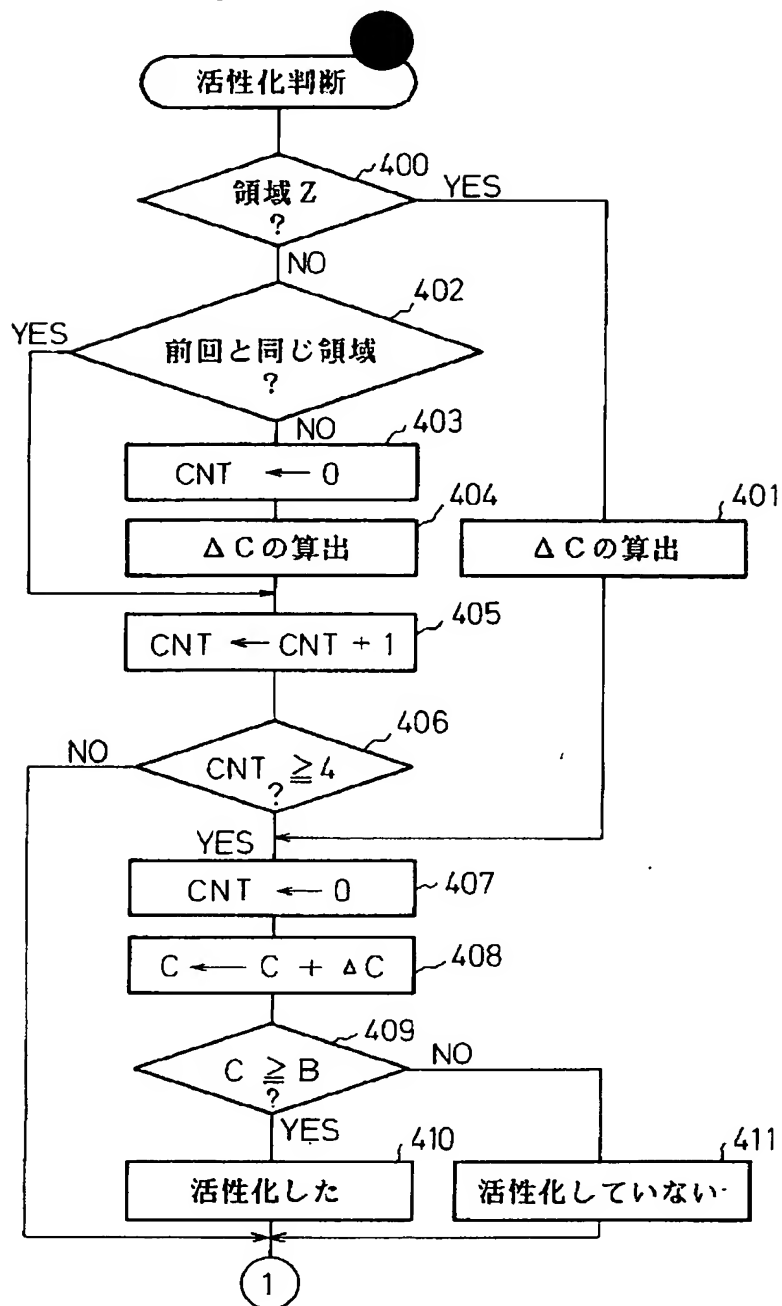 活性化判断
400
領域 Z
?
YES
NO
402
YES
前回と同じ領域
?
NO
403
CNT ← 0
404
401
ΔCの算出
ΔCの算出
405
CNT ← CNT + 1
406
NO
CNT ≧ 4
?
YES
CNT ← 0
407
C ← C + ΔC
408
409
NO
C ≧ B
?
YES
410
411
活性化した
活性化していない
1